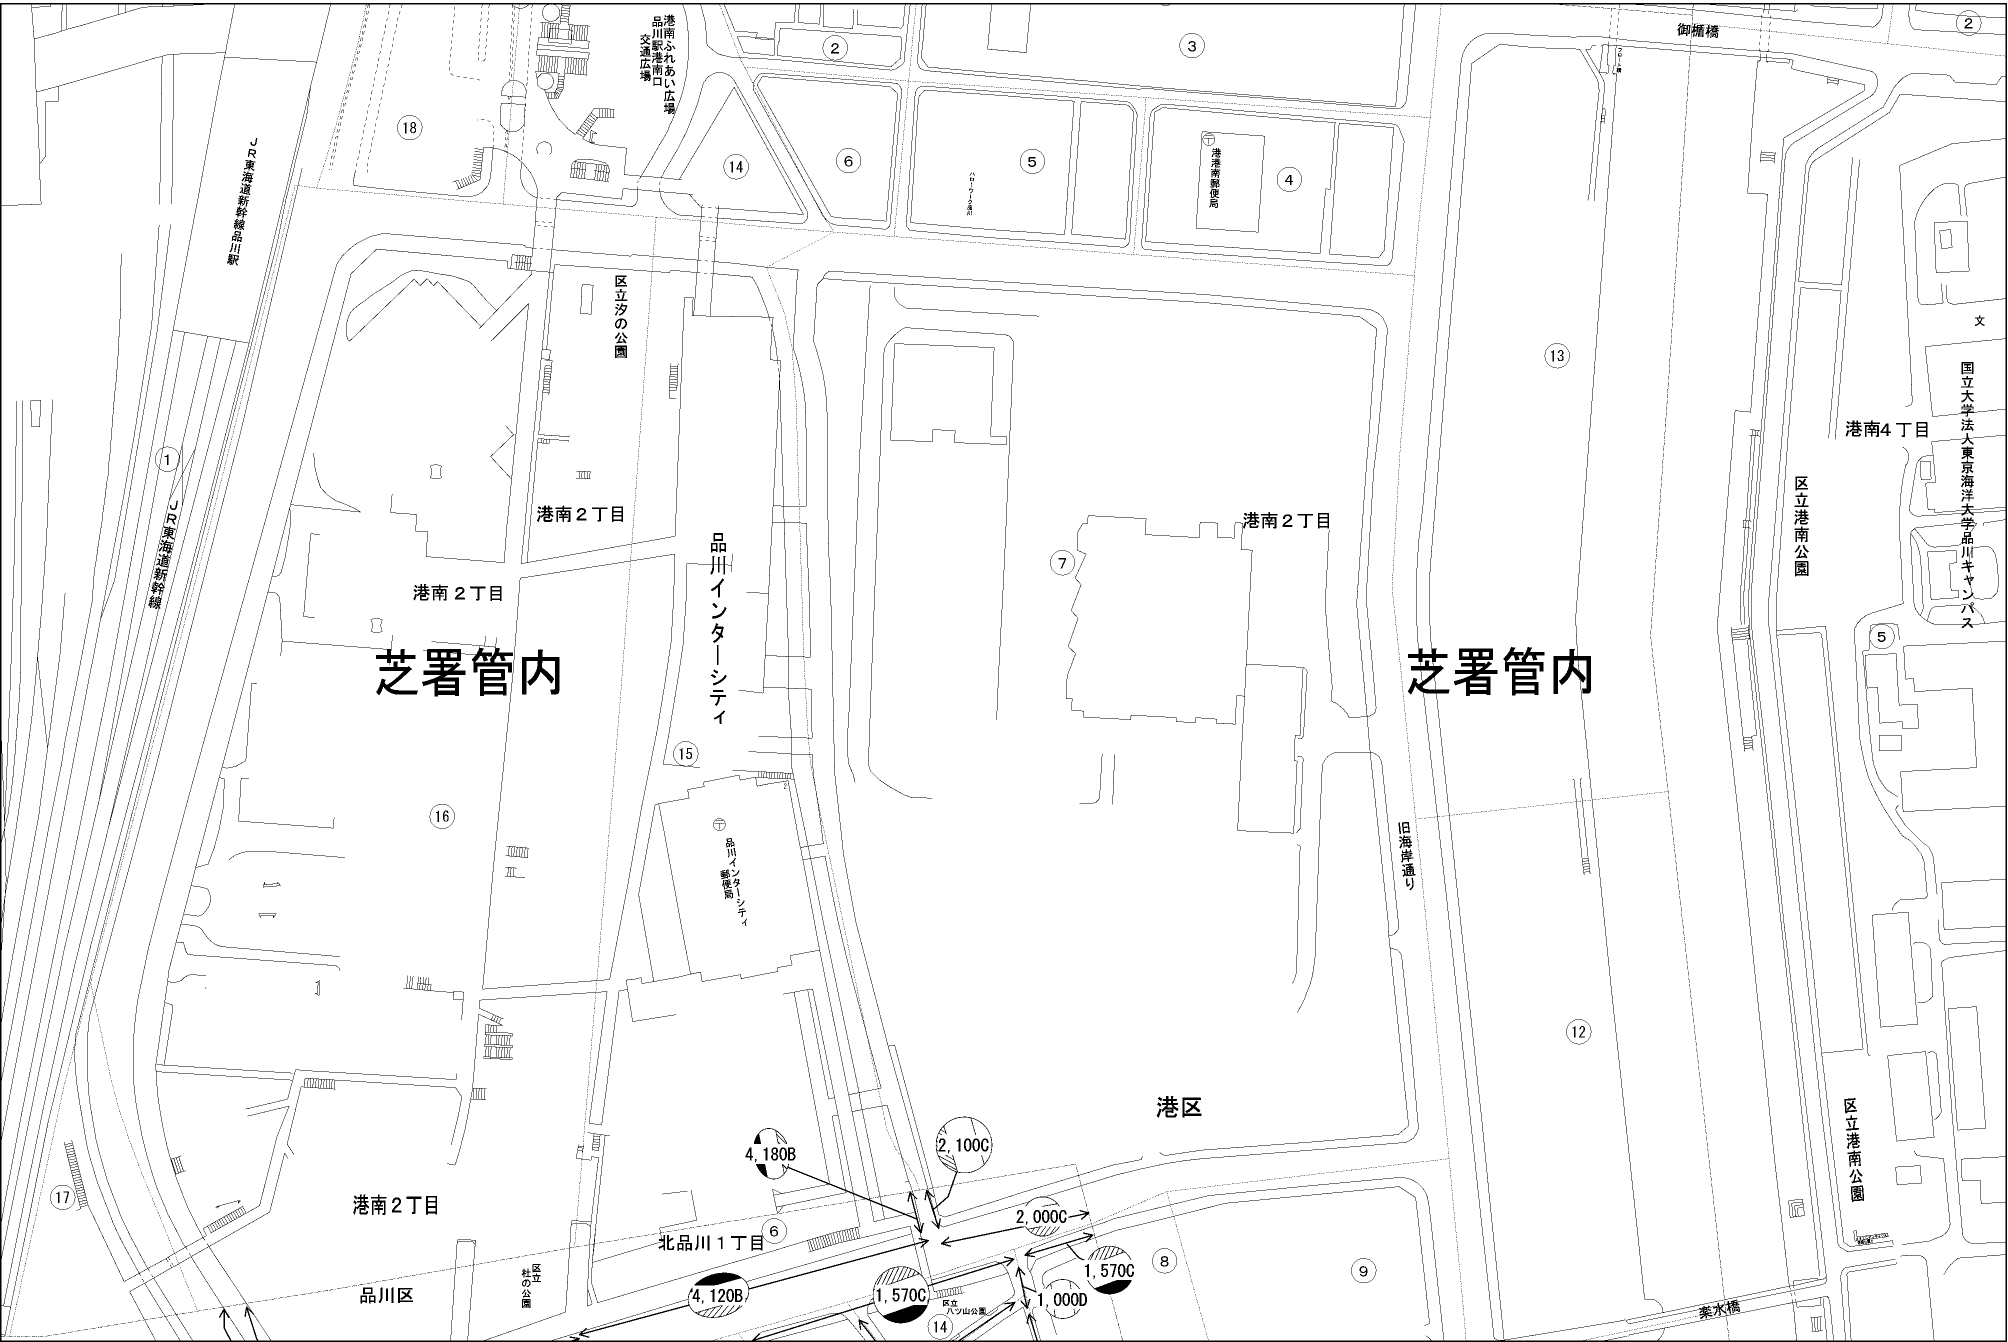 御楯橋
②
②
③
港南ふれあい広場
品川駅港南口
交通広場
⑱
⑭
⑥
⑤
ハローワーク品川
④
港港南郵便局
JR東海道新幹線品川駅
区立汐の公園
文
⑬
国立大学法人東京海洋大学品川キャンパス
港南4丁目
①
JR東海道新幹線
区立港南公園
港南2丁目
港南2丁目
品川インターシティ
⑦
港南2丁目
⑤
芝署管内
芝署管内
⑮
⑯
品川インターシティ
郵便局
旧海岸通り
⑫
港区
区立港南公園
4,180B
2,100C
⑰
港南2丁目
2,000C
⑥
北品川1丁目
⑧
⑨
1,570C
区立
杜の公園
品川区
4,120B
1,570C
1,000D
区立
八ツ山公園
⑭
楽水橋